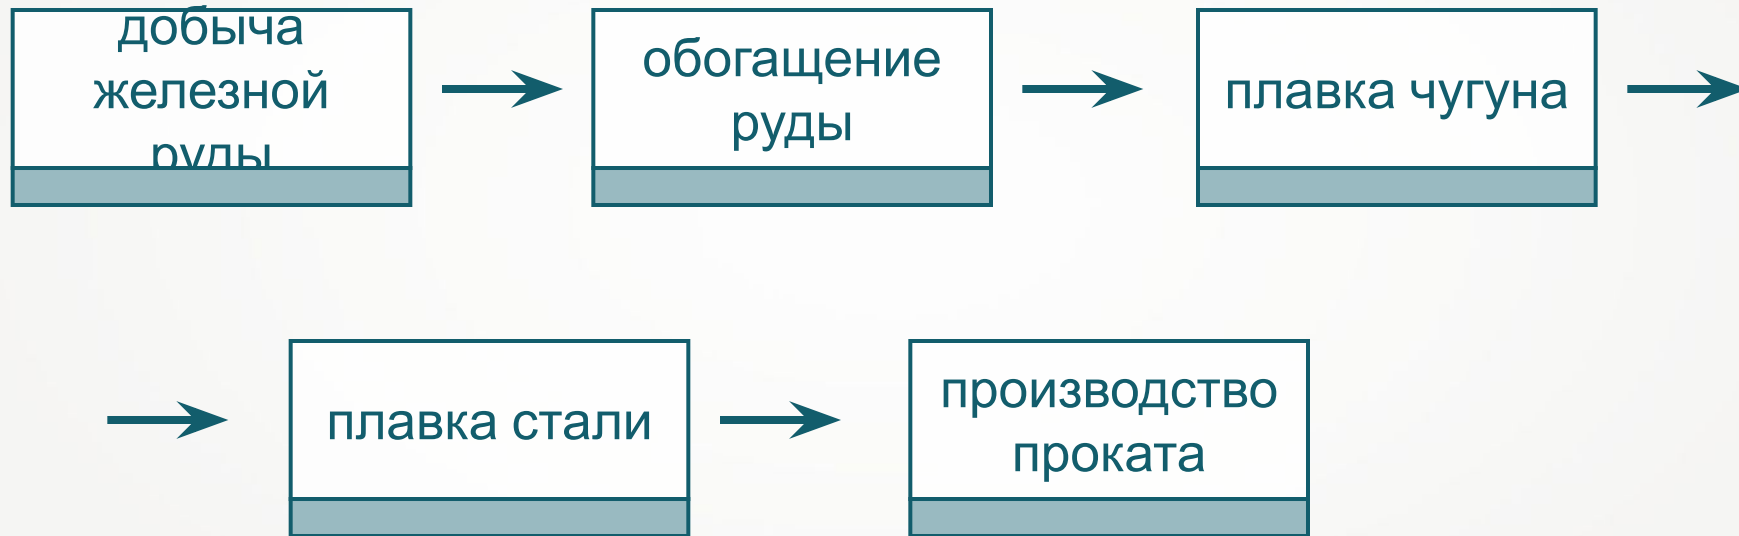 добыча
железной
руды
обогащение
руды
плавка чугуна
плавка стали
производство
проката